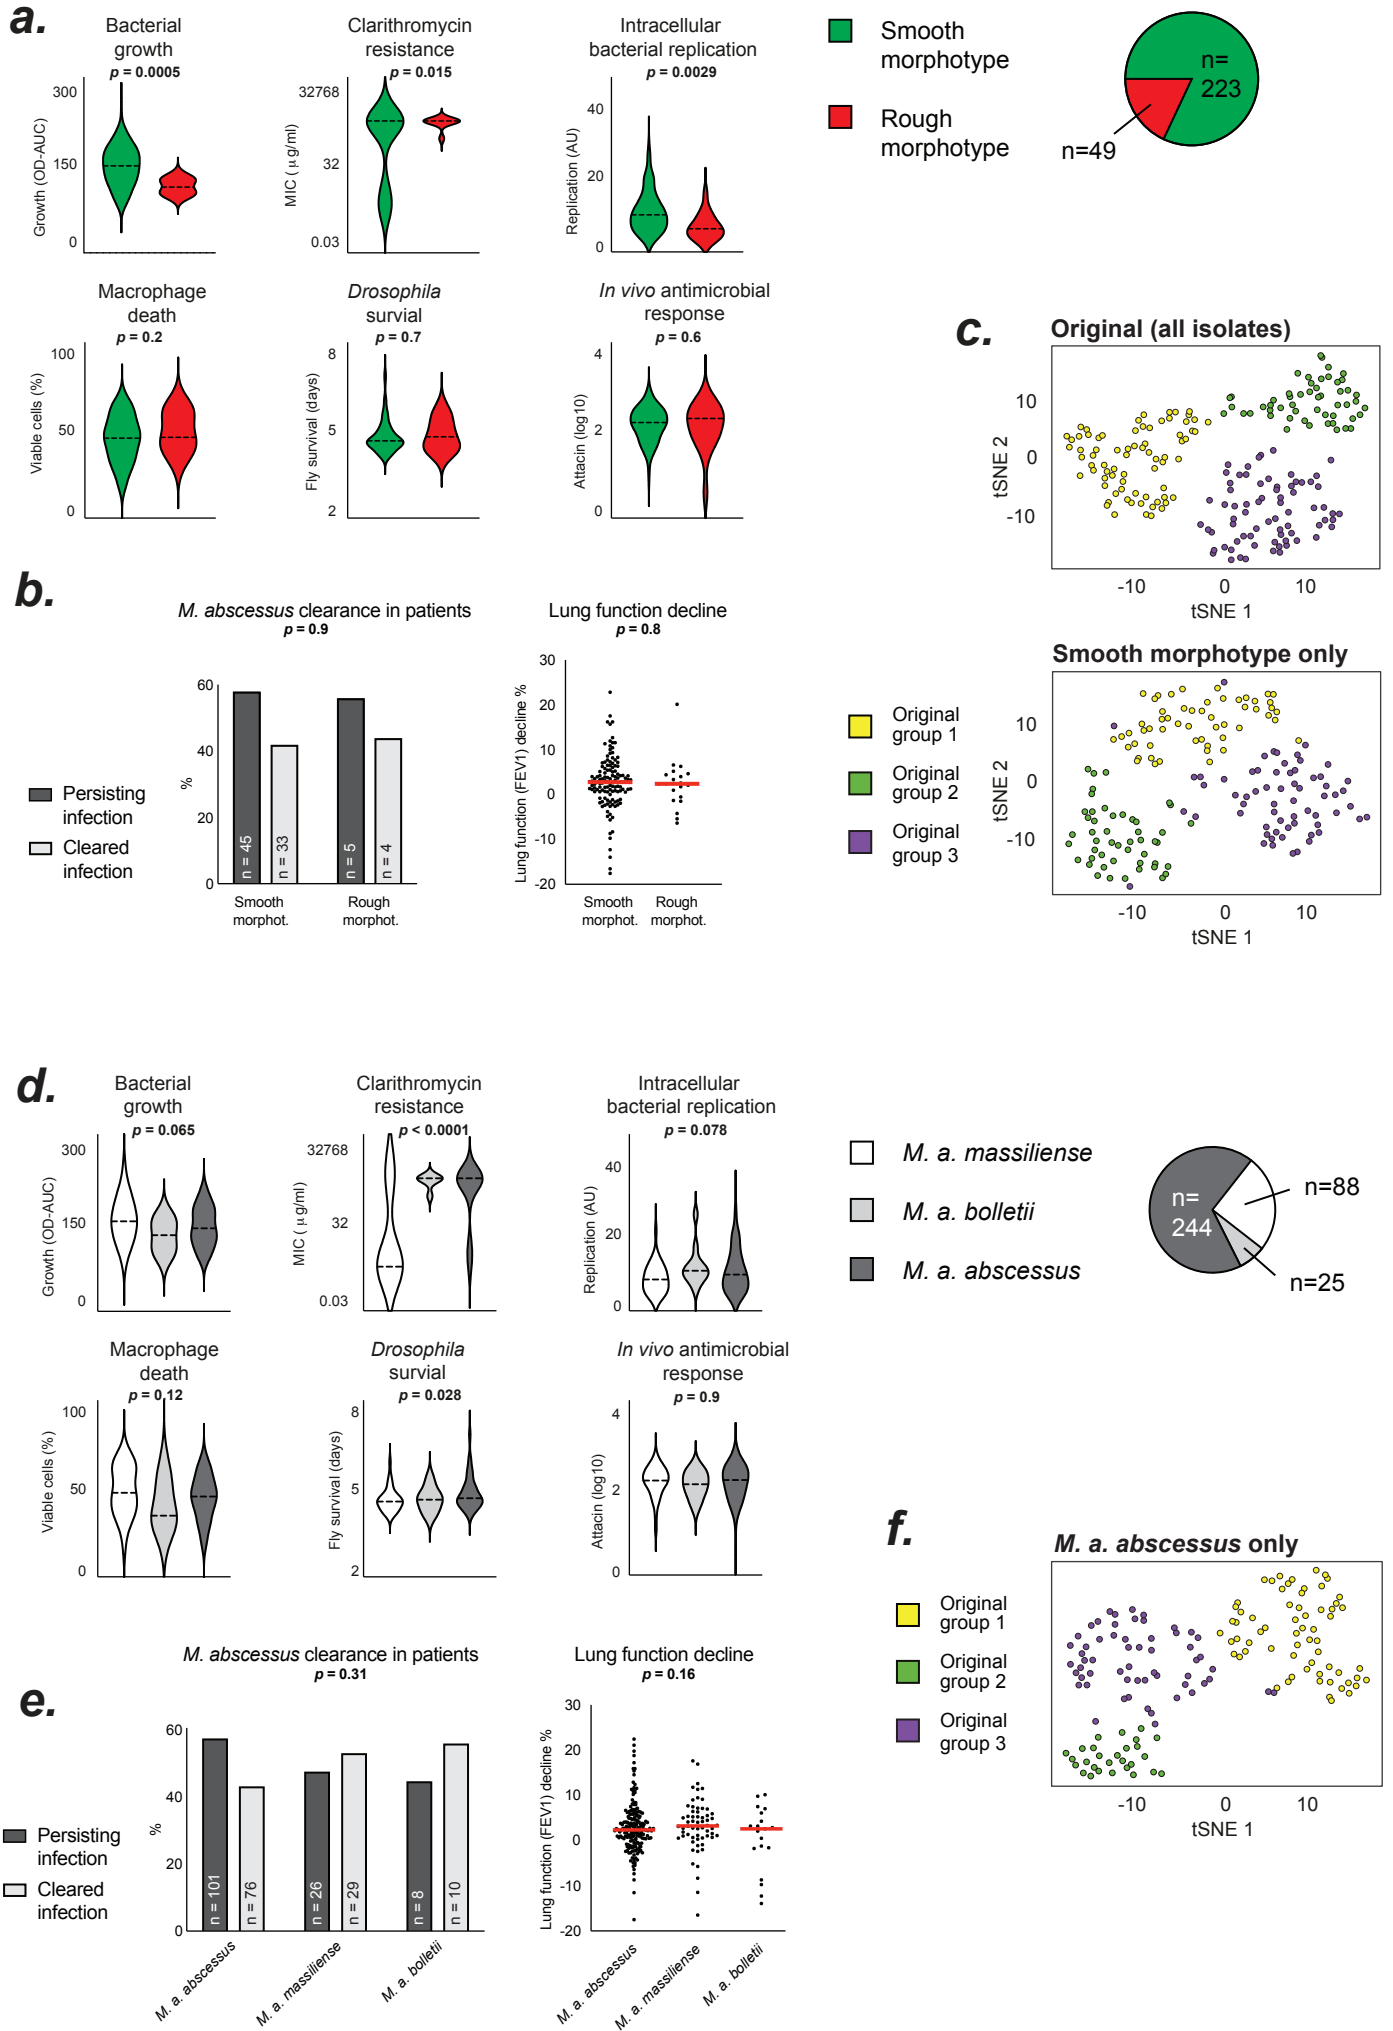 a.
Bacterial
growth
p = 0.0005
Growth (OD-AUC)
300
150
0
Clarithromycin
resistance
p = 0.015
MIC ( µg/ml)
32768
32
0.03
Intracellular
bacterial replication
p = 0.0029
Replication (AU)
40
20
0
Smooth
morphotype
Rough
morphotype
n=
223
n=49
Macrophage
death
p = 0.2
Viable cells (%)
100
50
0
Drosophila
survial
p = 0.7
Fly survival (days)
8
5
2
In vivo antimicrobial
response
p = 0.6
Attacin (log10)
4
2
0
b.
M. abscessus clearance in patients
p = 0.9
%
60
40
20
0
n = 45
n = 33
n = 5
n = 4
Smooth
morphot.
Rough
morphot.
Persisting
infection
Cleared
infection
Lung function decline
p = 0.8
Lung function (FEV1) decline %
30
20
10
0
-10
-20
Smooth
morphot.
Rough
morphot.
c.
Original (all isolates)
tSNE 2
10
0
-10
-10
0
10
tSNE 1
Smooth morphotype only
tSNE 2
10
0
-10
-10
0
10
tSNE 1
Original
group 1
Original
group 2
Original
group 3
d.
Bacterial
growth
p = 0.065
Growth (OD-AUC)
300
150
0
Clarithromycin
resistance
p < 0.0001
MIC ( µg/ml)
32768
32
0.03
Intracellular
bacterial replication
p = 0.078
Replication (AU)
40
20
0
M. a. massiliense
M. a. bolletii
M. a. abscessus
n=
244
n=88
n=25
Macrophage
death
p = 0.12
Viable cells (%)
100
50
0
Drosophila
survial
p = 0.028
Fly survival (days)
8
5
2
In vivo antimicrobial
response
p = 0.9
Attacin (log10)
4
2
0
e.
M. abscessus clearance in patients
p = 0.31
%
60
40
20
0
n = 101
n = 76
n = 26
n = 29
n = 8
n = 10
M. a. abscessus
M. a. massiliense
M. a. bolletii
Persisting
infection
Cleared
infection
Lung function decline
p = 0.16
Lung function (FEV1) decline %
30
20
10
0
-10
-20
M. a. abscessus
M. a. massiliense
M. a. bolletii
f.
M. a. abscessus only
Original
group 1
Original
group 2
Original
group 3
-10
0
10
tSNE 1